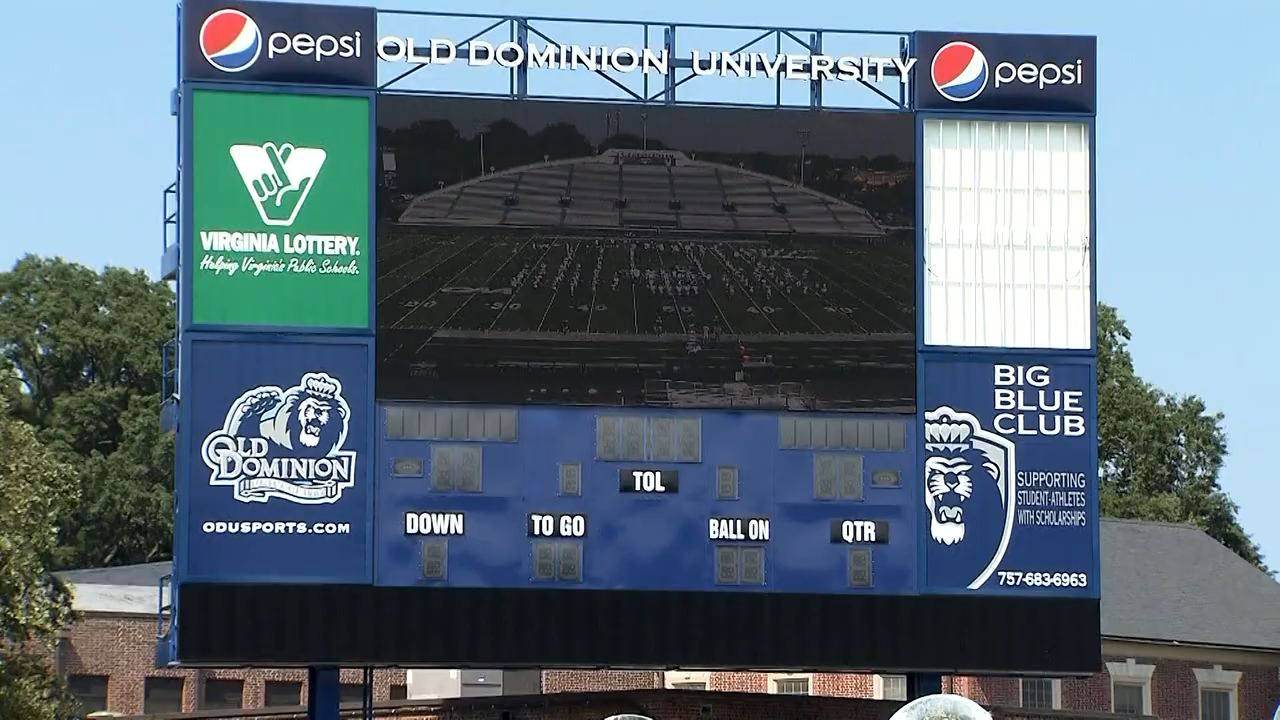 pepsi
OLD DOMINION UNIVERSITY
pepsi
VIRGINIA LOTTERY.
Helping Virginia's Public Schools.
OLD
DOMINION
ODUSPORTS.COM
TOL
DOWN
TO GO
BALL ON
QTR
BIG
BLUE
CLUB
SUPPORTING
STUDENT-ATHLETES
WITH SCHOLARSHIPS
757-683-6963